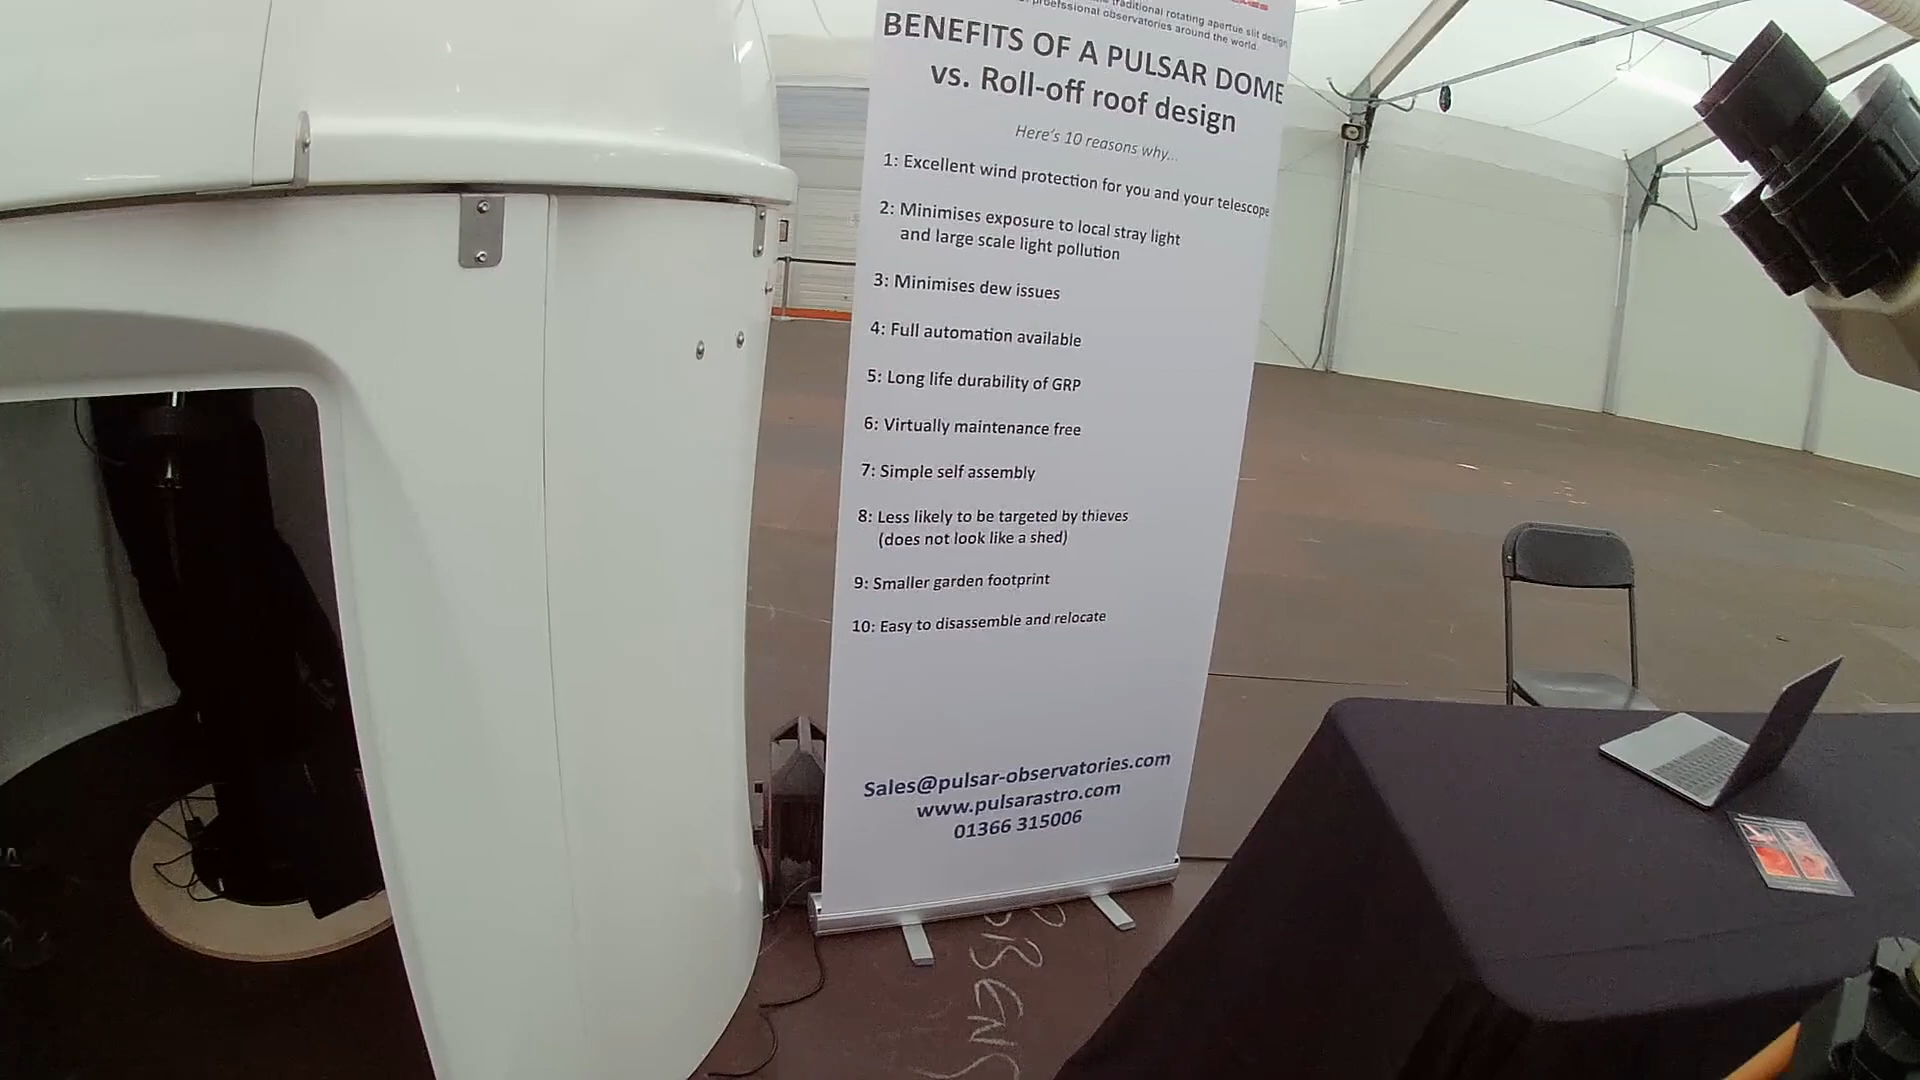 traditional rotating apertue slit design
proefssional observatories around the world.
BENEFITS OF A PULSAR DOME
vs. Roll-off roof design
Here's 10 reasons why...
1: Excellent wind protection for you and your telescope
2: Minimises exposure to local stray light
and large scale light pollution
3: Minimises dew issues
4: Full automation available
5: Long life durability of GRP
6: Virtually maintenance free
7: Simple self assembly
8: Less likely to be targeted by thieves
(does not look like a shed)
9: Smaller garden footprint
10: Easy to disassemble and relocate
Sales@pulsar-observatories.com
www.pulsarastro.com
01366 315006